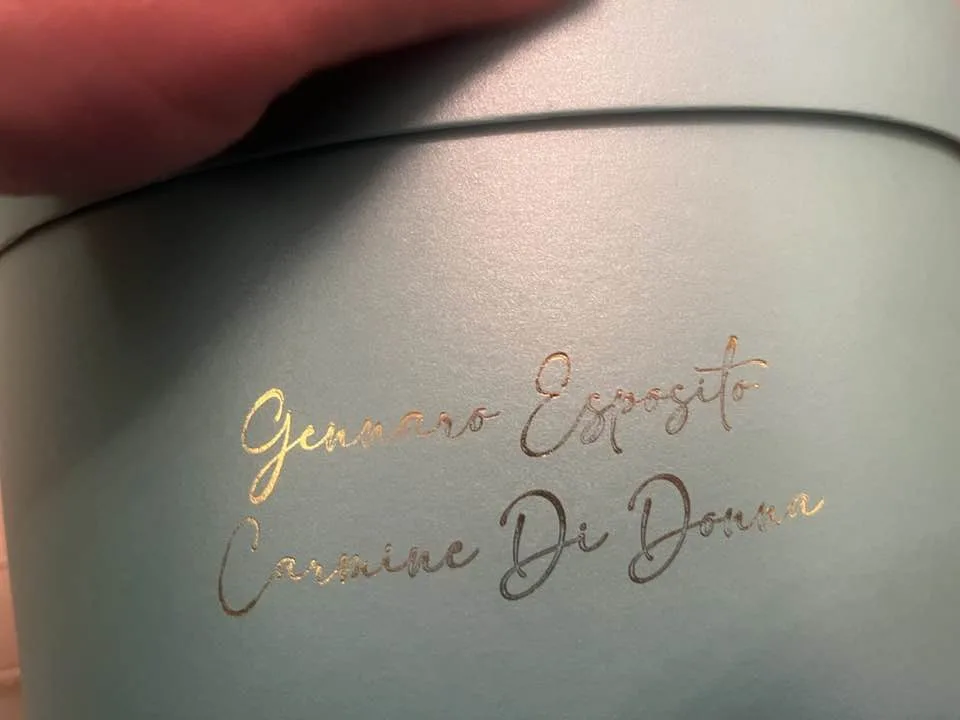 Gennaro Esposito
Carmine Di Donna